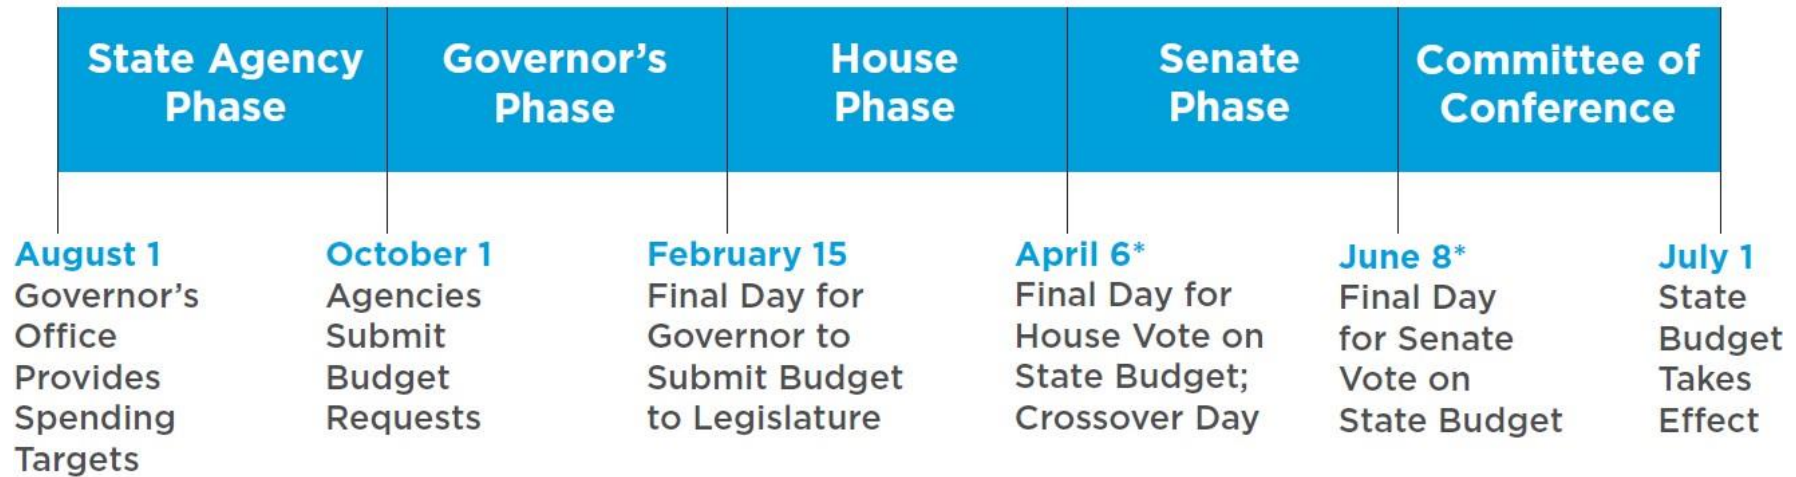 State Agency
Phase
Governor's
Phase
House
Phase
Senate
Phase
Committee of
Conference
August 1
Governor's
Office
Provides
Spending
Targets
October 1
Agencies
Submit
Budget
Requests
February 15
Final Day for
Governor to
Submit Budget
to Legislature
April 6*
Final Day for
House Vote on
State Budget;
Crossover Day
June 8*
Final Day
for Senate
Vote on
State Budget
July 1
State
Budget
Takes
Effect